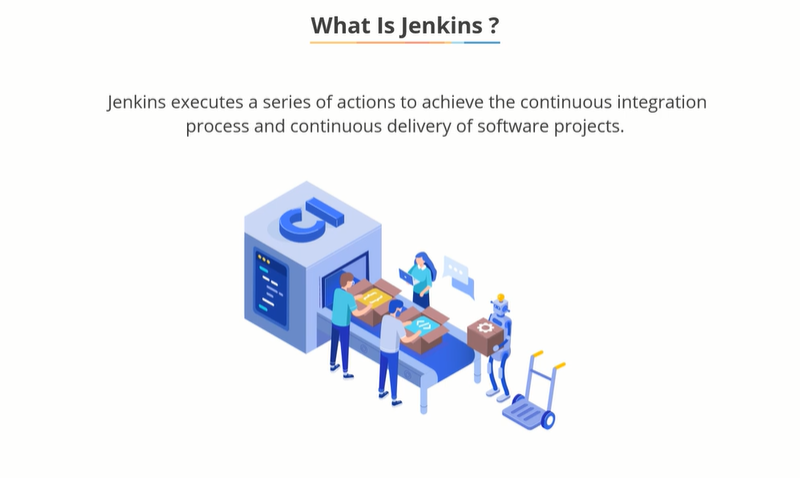 What Is Jenkins ?
Jenkins executes a series of actions to achieve the continuous integration
process and continuous delivery of software projects.
CI